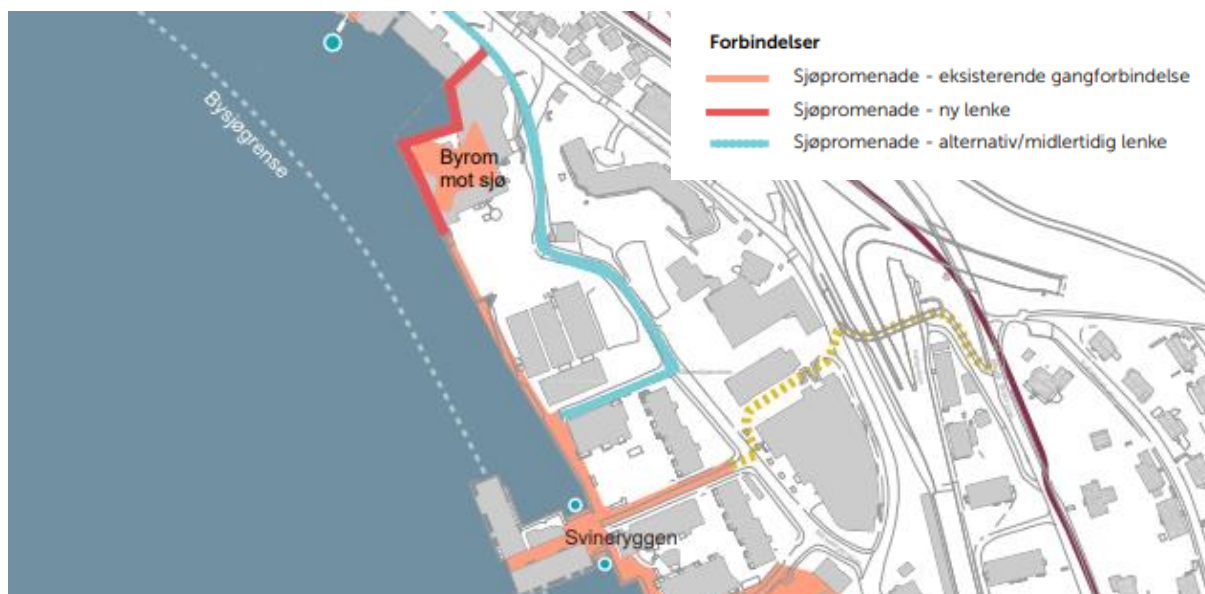 Forbindelser
Sjøpromenade - eksisterende gangforbindelse
Sjøpromenade - ny lenke
Sjøpromenade - alternativ/midlertidig lenke
Bysjøgrense
Byrom
mot sjø
Svineryggen